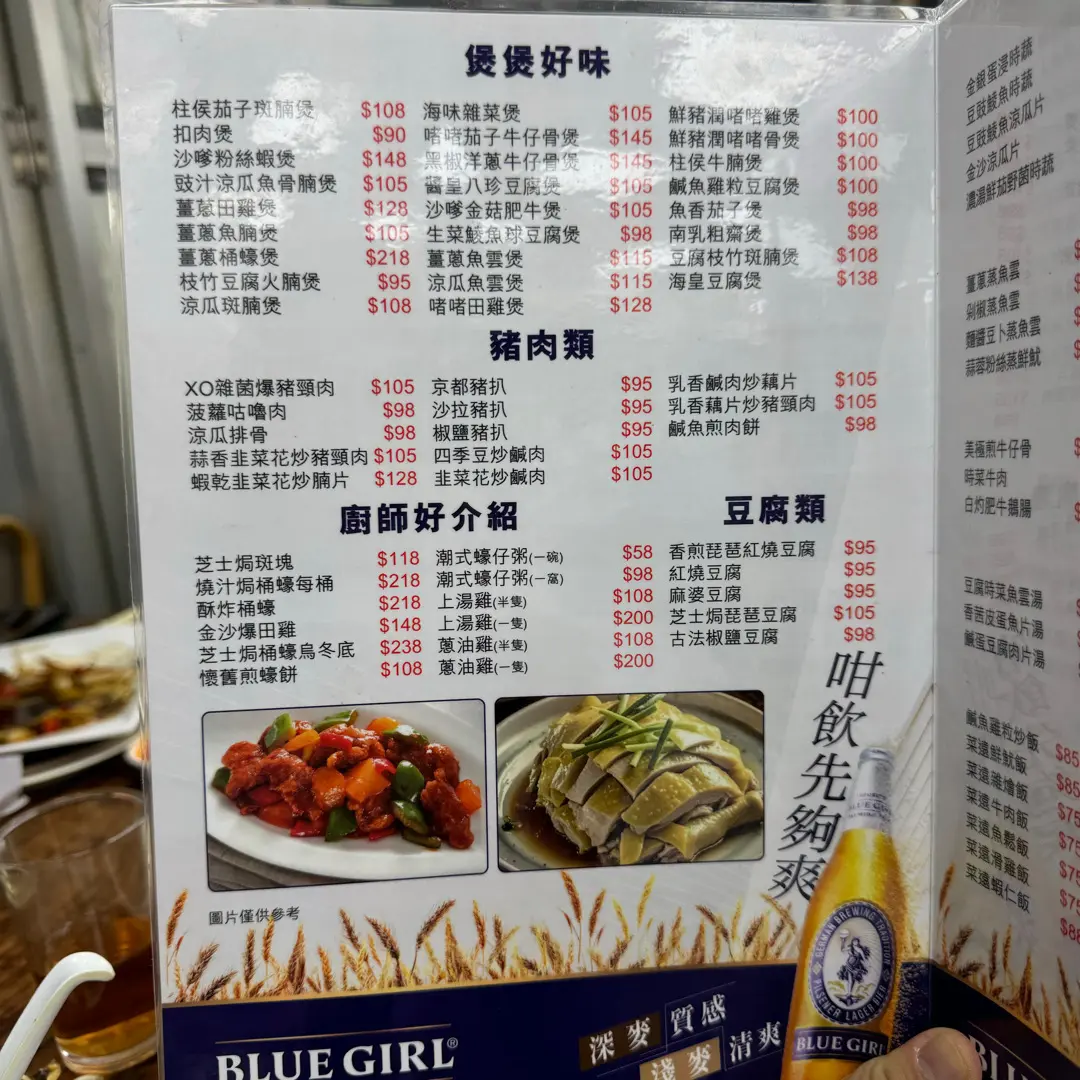 煲煲好味
柱侯茄子斑腩煲 $108
扣肉煲 $90
沙嗲粉絲蝦煲 $148
豉汁涼瓜魚骨腩煲 $105
薑蔥田雞煲 $128
薑蔥魚腩煲 $105
薑蔥桶蠔煲 $218
枝竹豆腐火腩煲 $95
涼瓜斑腩煲 $108
海味雜菜煲 $105
啫啫茄子牛仔骨煲 $145
黑椒洋蔥牛仔骨煲 $145
醬皇八珍豆腐煲 $105
沙嗲金菇肥牛煲 $105
生菜鯪魚球豆腐煲 $98
薑蔥魚雲煲 $115
涼瓜魚雲煲 $115
啫啫田雞煲 $128
鮮豬潤啫啫雞煲 $100
鮮豬潤啫啫骨煲 $100
柱侯牛腩煲 $100
鹹魚雞粒豆腐煲 $100
魚香茄子煲 $98
南乳粗齋煲 $98
豆腐枝竹斑腩煲 $108
海皇豆腐煲 $138
豬肉類
XO雜菌爆豬頸肉 $105
菠蘿咕嚕肉 $98
涼瓜排骨 $98
蒜香韭菜花炒豬頸肉 $105
蝦乾韭菜花炒腩片 $128
京都豬扒 $95
沙拉豬扒 $95
椒鹽豬扒 $95
四季豆炒鹹肉 $105
韭菜花炒鹹肉 $105
乳香鹹肉炒藕片 $105
乳香藕片炒豬頸肉 $105
鹹魚煎肉餅 $98
廚師好介紹
芝士焗斑塊 $118
燒汁焗桶蠔每桶 $218
酥炸桶蠔 $218
金沙爆田雞 $148
芝士焗桶蠔烏冬底 $238
懷舊煎蠔餅 $108
潮式蠔仔粥(一碗) $58
潮式蠔仔粥(一窩) $98
上湯雞(半隻) $108
上湯雞(一隻) $200
蔥油雞(半隻) $108
蔥油雞(一隻) $200
豆腐類
香煎琵琶紅燒豆腐 $95
紅燒豆腐 $95
麻婆豆腐 $95
芝士焗琵琶豆腐 $105
古法椒鹽豆腐 $98
咁飲先夠爽
圖片僅供參考
BLUE GIRL®
深麥 質感
淺麥 清爽
BLUE GIRL
GERMAN BREWING TRADITION
PILSENER LAGER BIER
BLUE GIRL
金銀蛋浸時蔬
豆豉鯪魚時蔬
豆豉鯪魚涼瓜片
金沙涼瓜片
濃湯鮮茄野菌時蔬
薑蔥蒸魚雲
剁椒蒸魚雲
麵醬豆卜蒸魚雲
蒜蓉粉絲蒸鮮魷
美極煎牛仔骨
時菜牛肉
白灼肥牛鵝腸
豆腐時菜魚雲湯
香茜皮蛋魚片湯
鹹蛋豆腐肉片湯
鹹魚雞粒炒飯 $85
菜遠鮮魷飯 $85
菜遠雜燴飯 $75
菜遠牛肉飯 $75
菜遠魚鬆飯 $75
菜遠滑雞飯
菜遠蝦仁飯